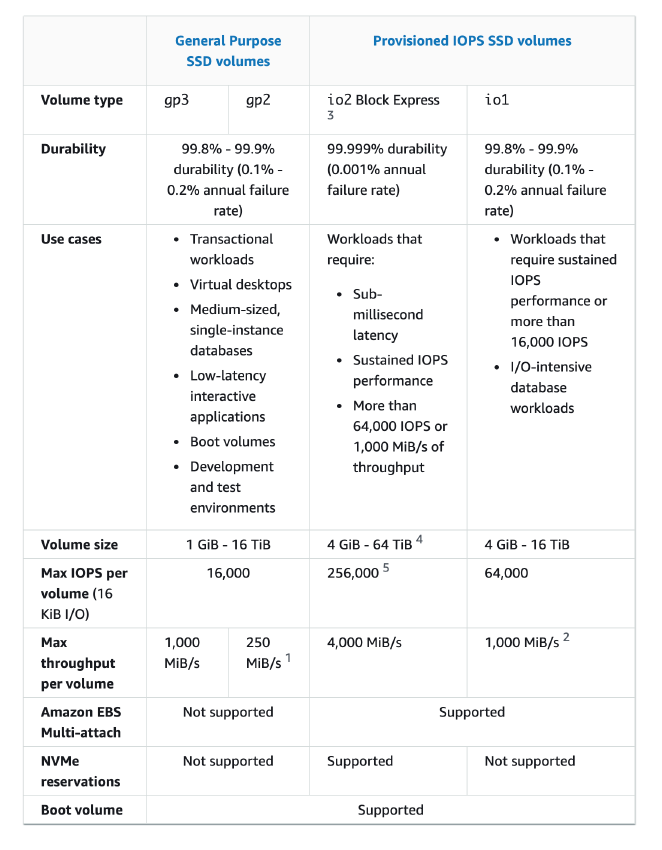 General Purpose
SSD volumes
Provisioned IOPS SSD volumes
Volume type
gp3
gp2
io2 Block Express
3
io1
Durability
99.8% - 99.9%
durability (0.1% -
0.2% annual failure
rate)
99.999% durability
(0.001% annual
failure rate)
99.8% - 99.9%
durability (0.1% -
0.2% annual failure
rate)
Use cases
• Transactional
workloads
• Virtual desktops
• Medium-sized,
single-instance
databases
• Low-latency
interactive
applications
• Boot volumes
• Development
and test
environments
Workloads that
require:
• Sub-
millisecond
latency
• Sustained IOPS
performance
• More than
64,000 IOPS or
1,000 MiB/s of
throughput
• Workloads that
require sustained
IOPS
performance or
more than
16,000 IOPS
• I/O-intensive
database
workloads
Volume size
1 GiB - 16 TiB
4 GiB - 64 TiB 4
4 GiB - 16 TiB
Max IOPS per
volume (16
KiB I/O)
16,000
256,000 5
64,000
Max
throughput
per volume
1,000
MiB/s
250
MiB/s 1
4,000 MiB/s
1,000 MiB/s 2
Amazon EBS
Multi-attach
Not supported
Supported
NVMe
reservations
Not supported
Supported
Not supported
Boot volume
Supported